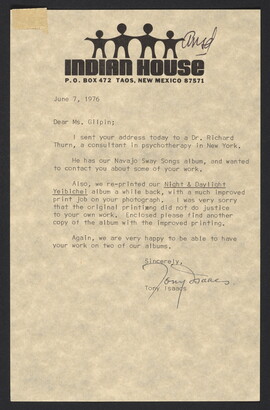 and
INDIAN HOUSE
P.O. BOX 472 TAOS, NEW MEXICO 87571
June 7, 1976
Dear Ms. Gilpin:
I sent your address today to a Dr. Richard
Thurn, a consultant in psychotherapy in New York.
He has our Navajo Sway Songs album, and wanted
to contact you about some of your work.
Also, we re-printed our Night & Daylight
Yeibichei album a while back, with a much improved
print job on your photograph. I was very sorry
that the original printing did not do justice
to your own work. Enclosed please find another
copy of the album with the improved printing.
Again, we are very happy to be able to have
your work on two of our albums.
Sincerely,
Tony Isaacs
Tony Isaacs